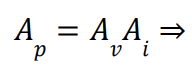 A_p = A_v A_i ⇒